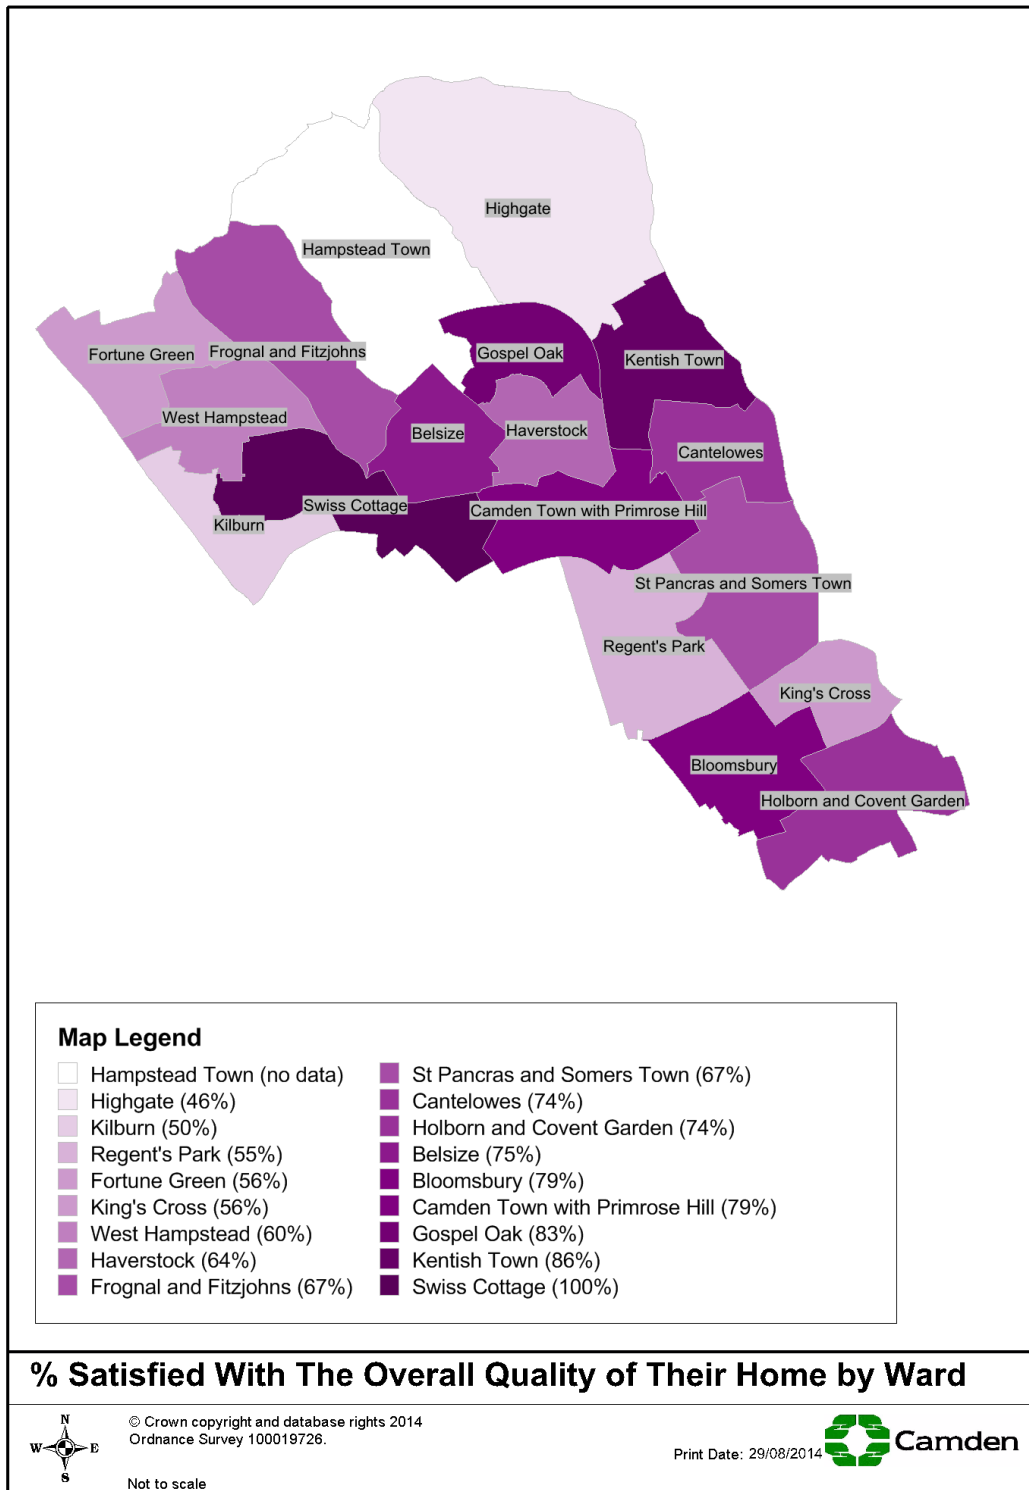 Highgate
Hampstead Town
Fortune Green
Frognal and Fitzjohns
Gospel Oak
Kentish Town
West Hampstead
Belsize
Haverstock
Cantelowes
Swiss Cottage
Camden Town with Primrose Hill
Kilburn
St Pancras and Somers Town
Regent's Park
King's Cross
Bloomsbury
Holborn and Covent Garden
Map Legend
Hampstead Town (no data)
Highgate (46%)
Kilburn (50%)
Regent's Park (55%)
Fortune Green (56%)
King's Cross (56%)
West Hampstead (60%)
Haverstock (64%)
Frognal and Fitzjohns (67%)
St Pancras and Somers Town (67%)
Cantelowes (74%)
Holborn and Covent Garden (74%)
Belsize (75%)
Bloomsbury (79%)
Camden Town with Primrose Hill (79%)
Gospel Oak (83%)
Kentish Town (86%)
Swiss Cottage (100%)
% Satisfied With The Overall Quality of Their Home by Ward
N
W E
S
© Crown copyright and database rights 2014
Ordnance Survey 100019726.
Not to scale
Print Date: 29/08/2014
Camden